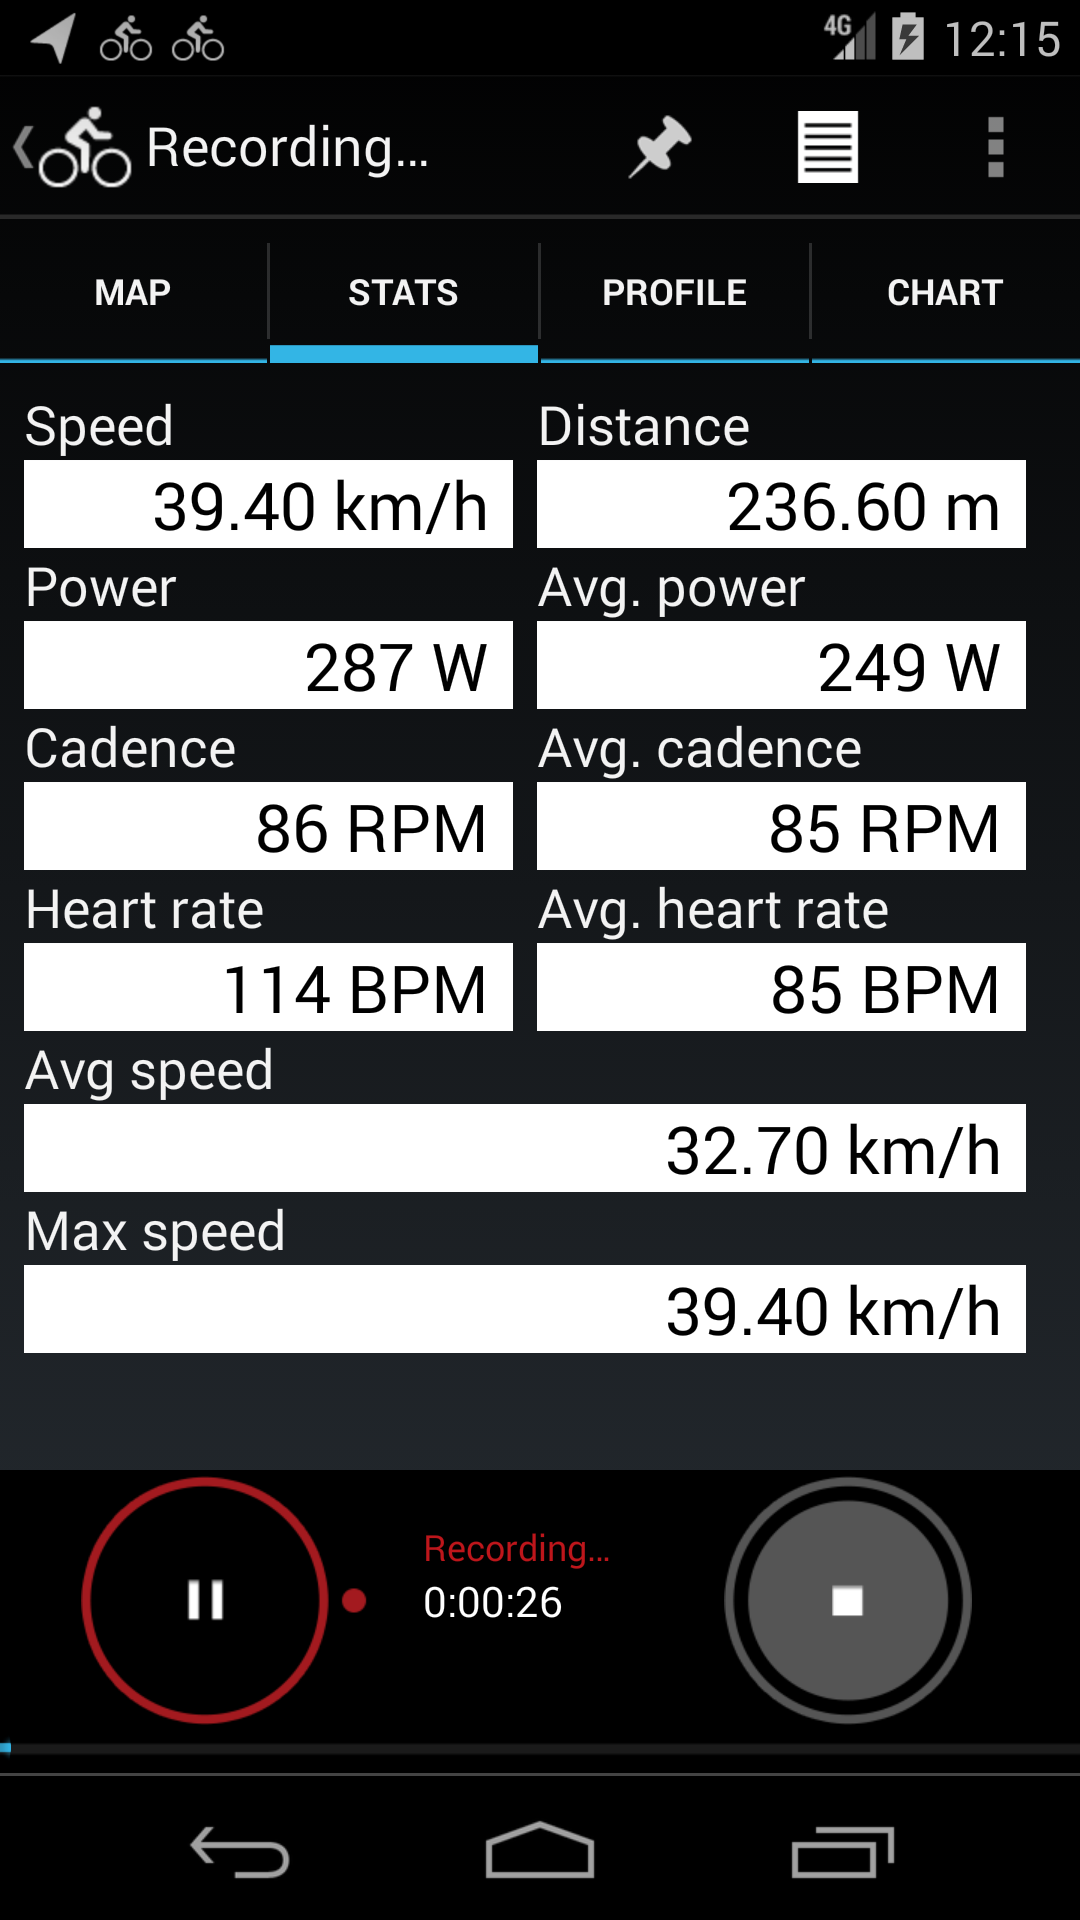 4G 12:15
Recording...
MAP STATS PROFILE CHART
Speed Distance
39.40 km/h 236.60 m
Power Avg. power
287 W 249 W
Cadence Avg. cadence
86 RPM 85 RPM
Heart rate Avg. heart rate
114 BPM 85 BPM
Avg speed
32.70 km/h
Max speed
39.40 km/h
Recording...
0:00:26